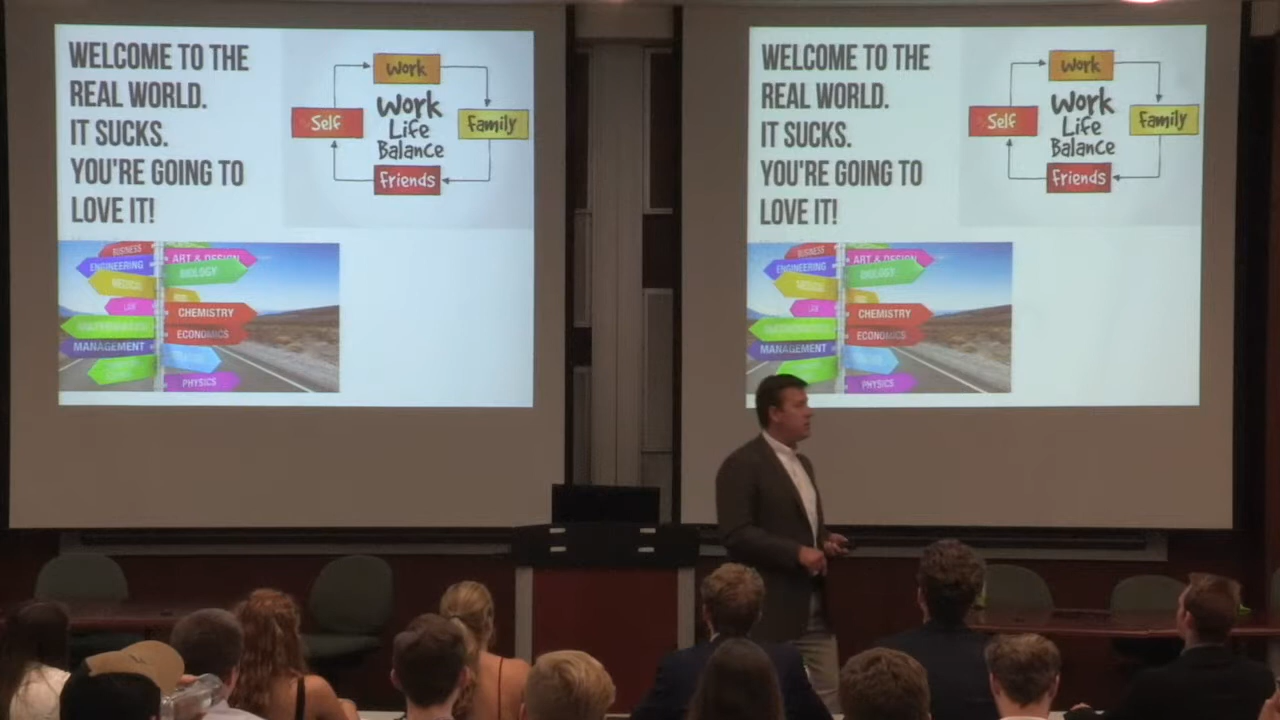 WELCOME TO THE
REAL WORLD.
IT SUCKS.
YOU'RE GOING TO
LOVE IT!
Work
Self
Work
Life
Balance
Family
Friends
BUSINESS
ENGINEERING
ART & DESIGN
BIOLOGY
MEDICAL
LAW
CHEMISTRY
ECONOMICS
MANAGEMENT
PHYSICS
WELCOME TO THE
REAL WORLD.
IT SUCKS.
YOU'RE GOING TO
LOVE IT!
Work
Self
Work
Life
Balance
Family
Friends
BUSINESS
ENGINEERING
ART & DESIGN
BIOLOGY
MEDICAL
LAW
CHEMISTRY
ECONOMICS
MANAGEMENT
PHYSICS